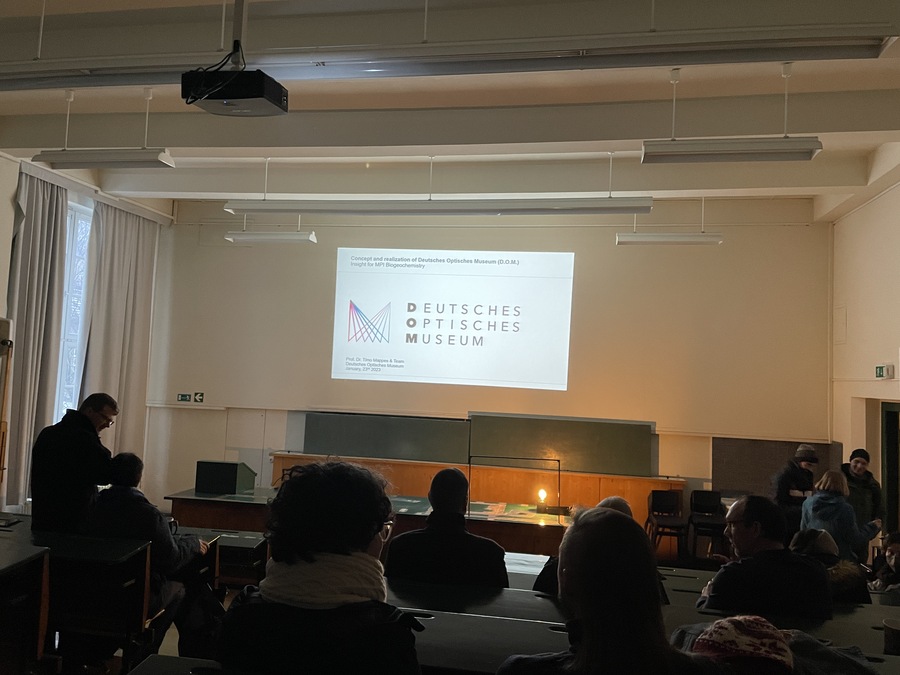 Concept and realization of Deutsches Optisches Museum (D.O.M.)
Insight for MPI Biogeochemistry
DEUTSCHES
OPTISCHES
MUSEUM
Prof. Dr. Timo Mappes & Team
Deutsches Optisches Museum
January, 23rd 2023